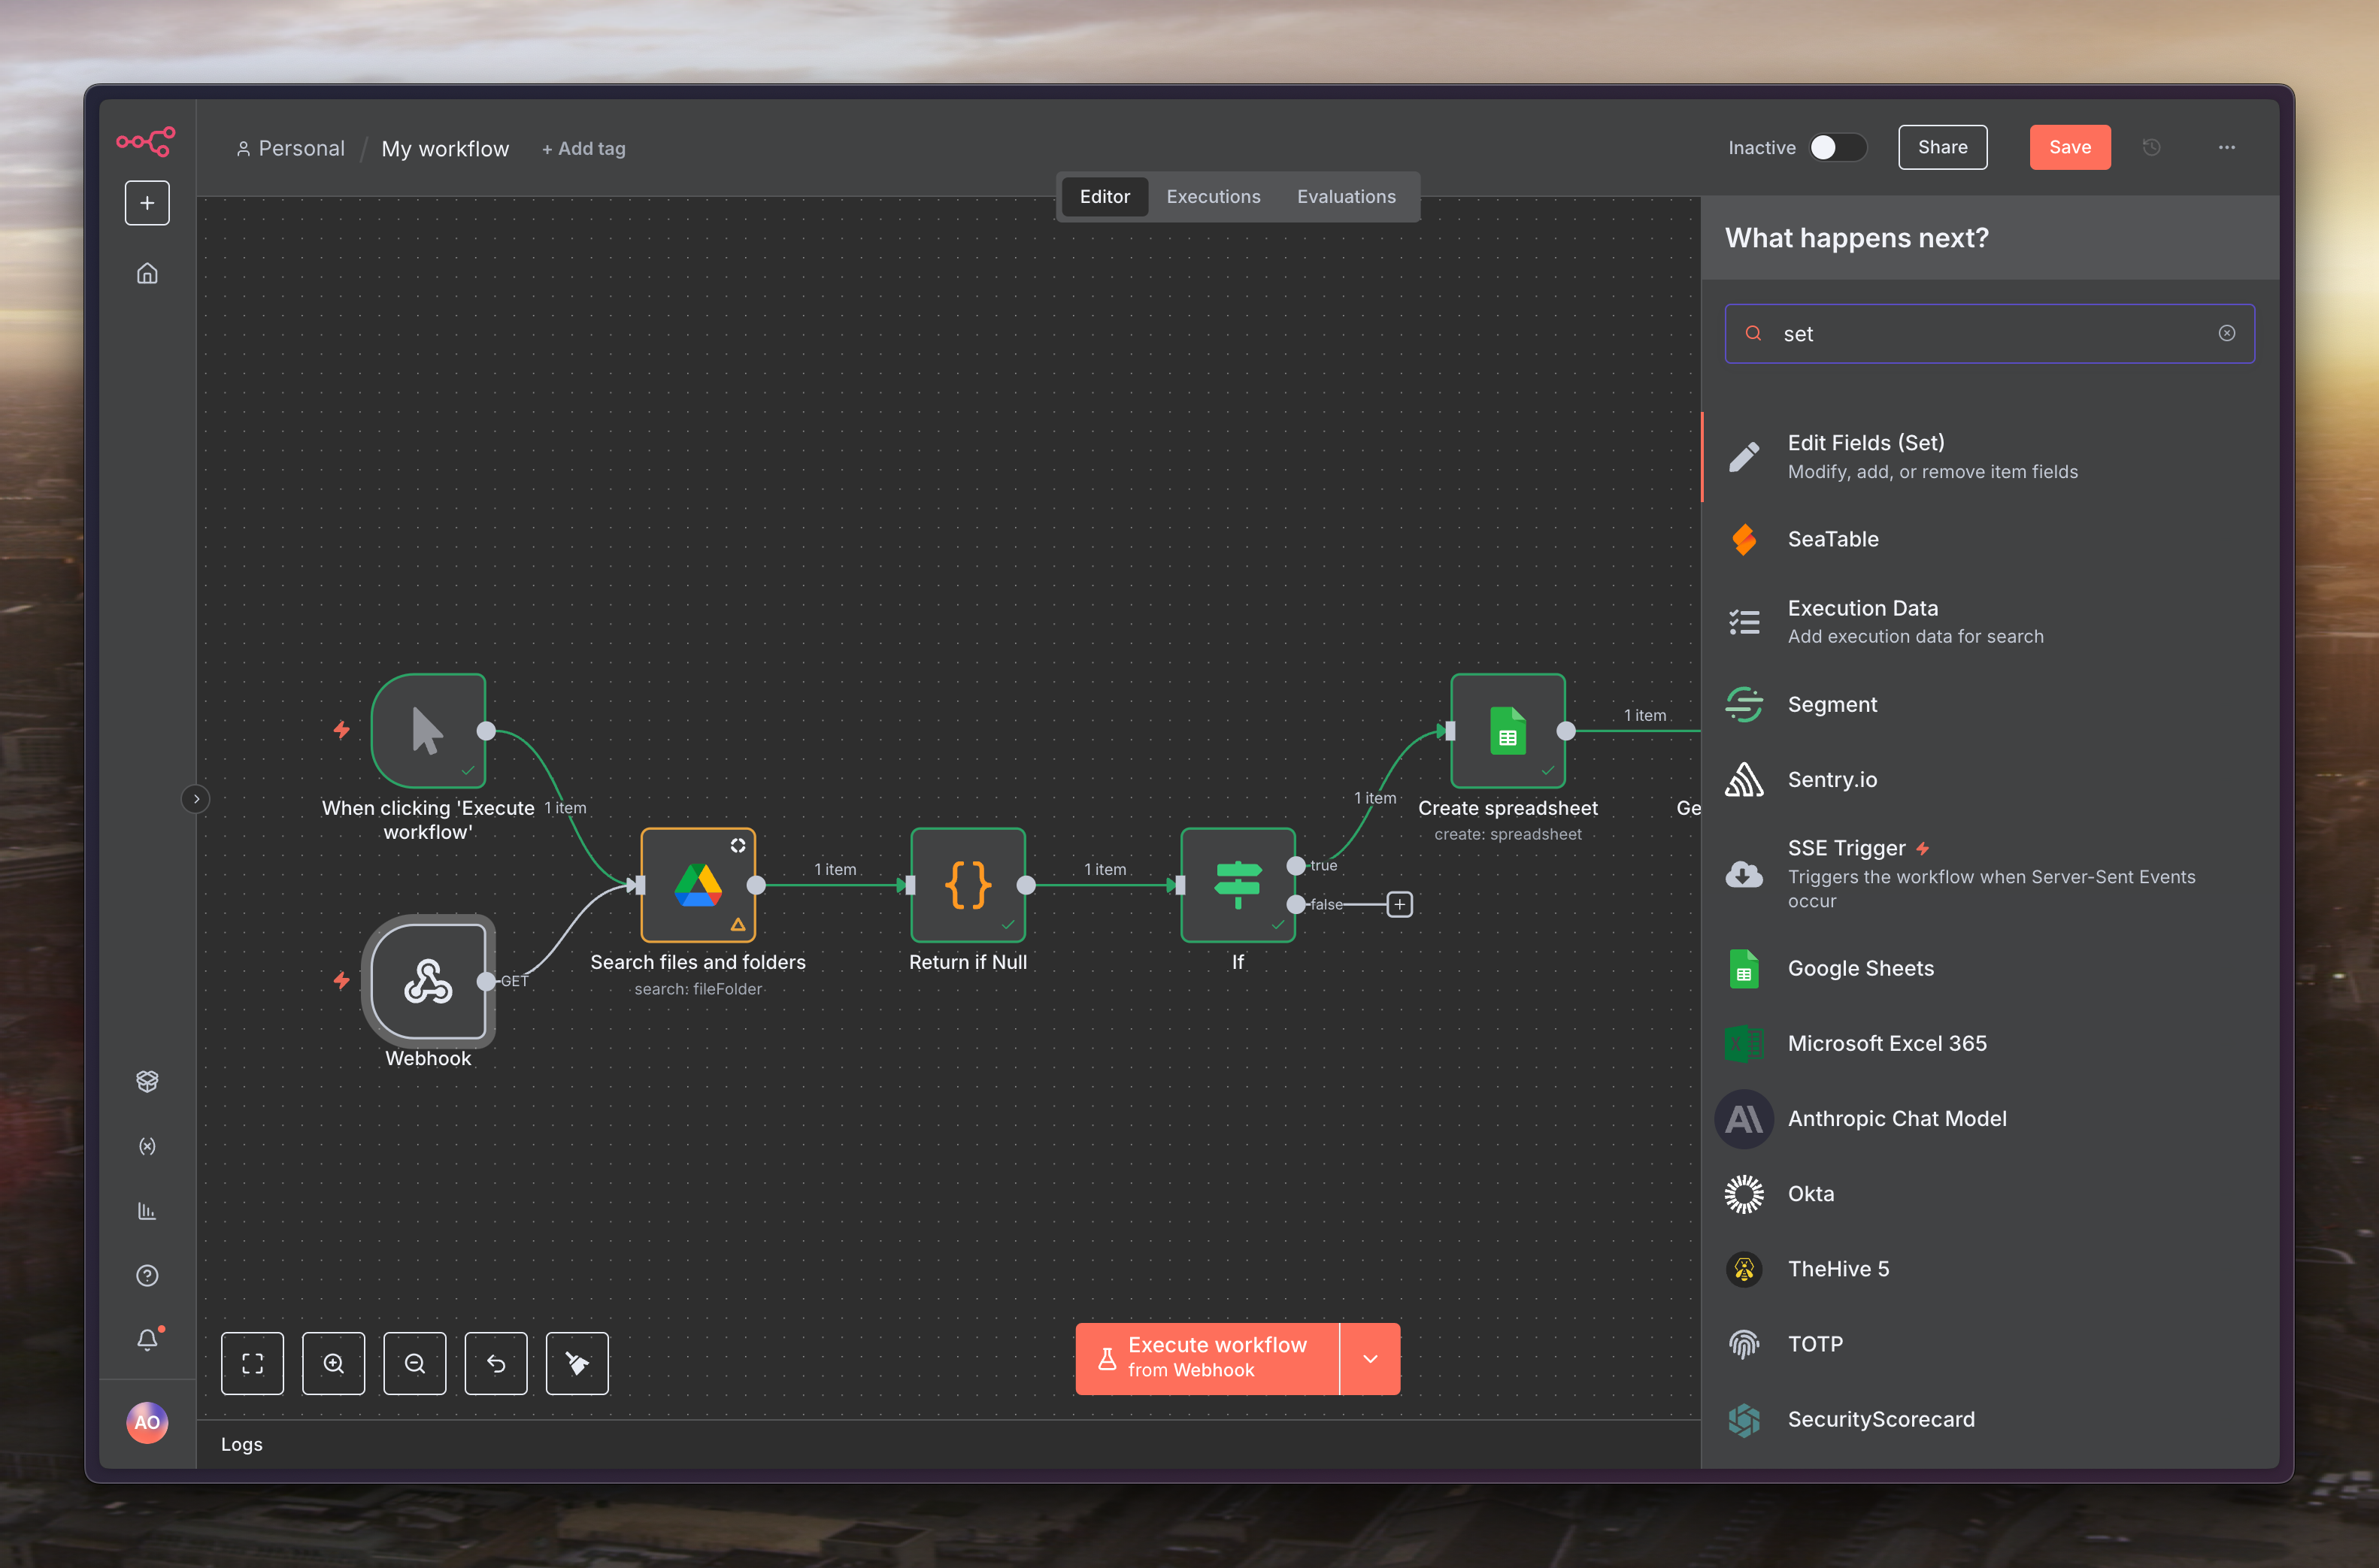 Personal / My workflow + Add tag
Inactive
Share
Save
Editor
Executions
Evaluations
What happens next?
set
Edit Fields (Set)
Modify, add, or remove item fields
SeaTable
Execution Data
Add execution data for search
Segment
Sentry.io
SSE Trigger
Triggers the workflow when Server-Sent Events
occur
Google Sheets
Microsoft Excel 365
Anthropic Chat Model
Okta
TheHive 5
TOTP
SecurityScorecard
When clicking 'Execute
workflow'
1 item
Webhook
GET
Search files and folders
search: fileFolder
1 item
Return if Null
1 item
If
true
false
1 item
Create spreadsheet
create: spreadsheet
1 item
Ge
Execute workflow
from Webhook
AO
Logs